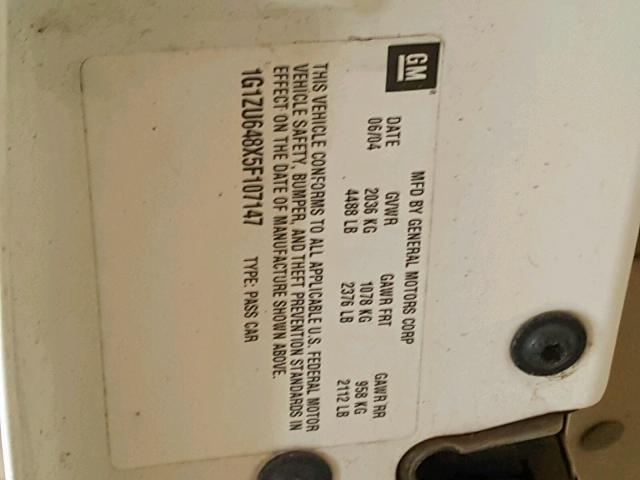 GM
MFD BY GENERAL MOTORS CORP
DATE GVWR GAWR FRT GAWR RR
06/04 2036 KG 1078 KG 958 KG
4488 LB 2376 LB 2112 LB
THIS VEHICLE CONFORMS TO ALL APPLICABLE U.S. FEDERAL MOTOR
VEHICLE SAFETY, BUMPER, AND THEFT PREVENTION STANDARDS IN
EFFECT ON THE DATE OF MANUFACTURE SHOWN ABOVE.
1G1ZU648X5F107147 TYPE: PASS CAR